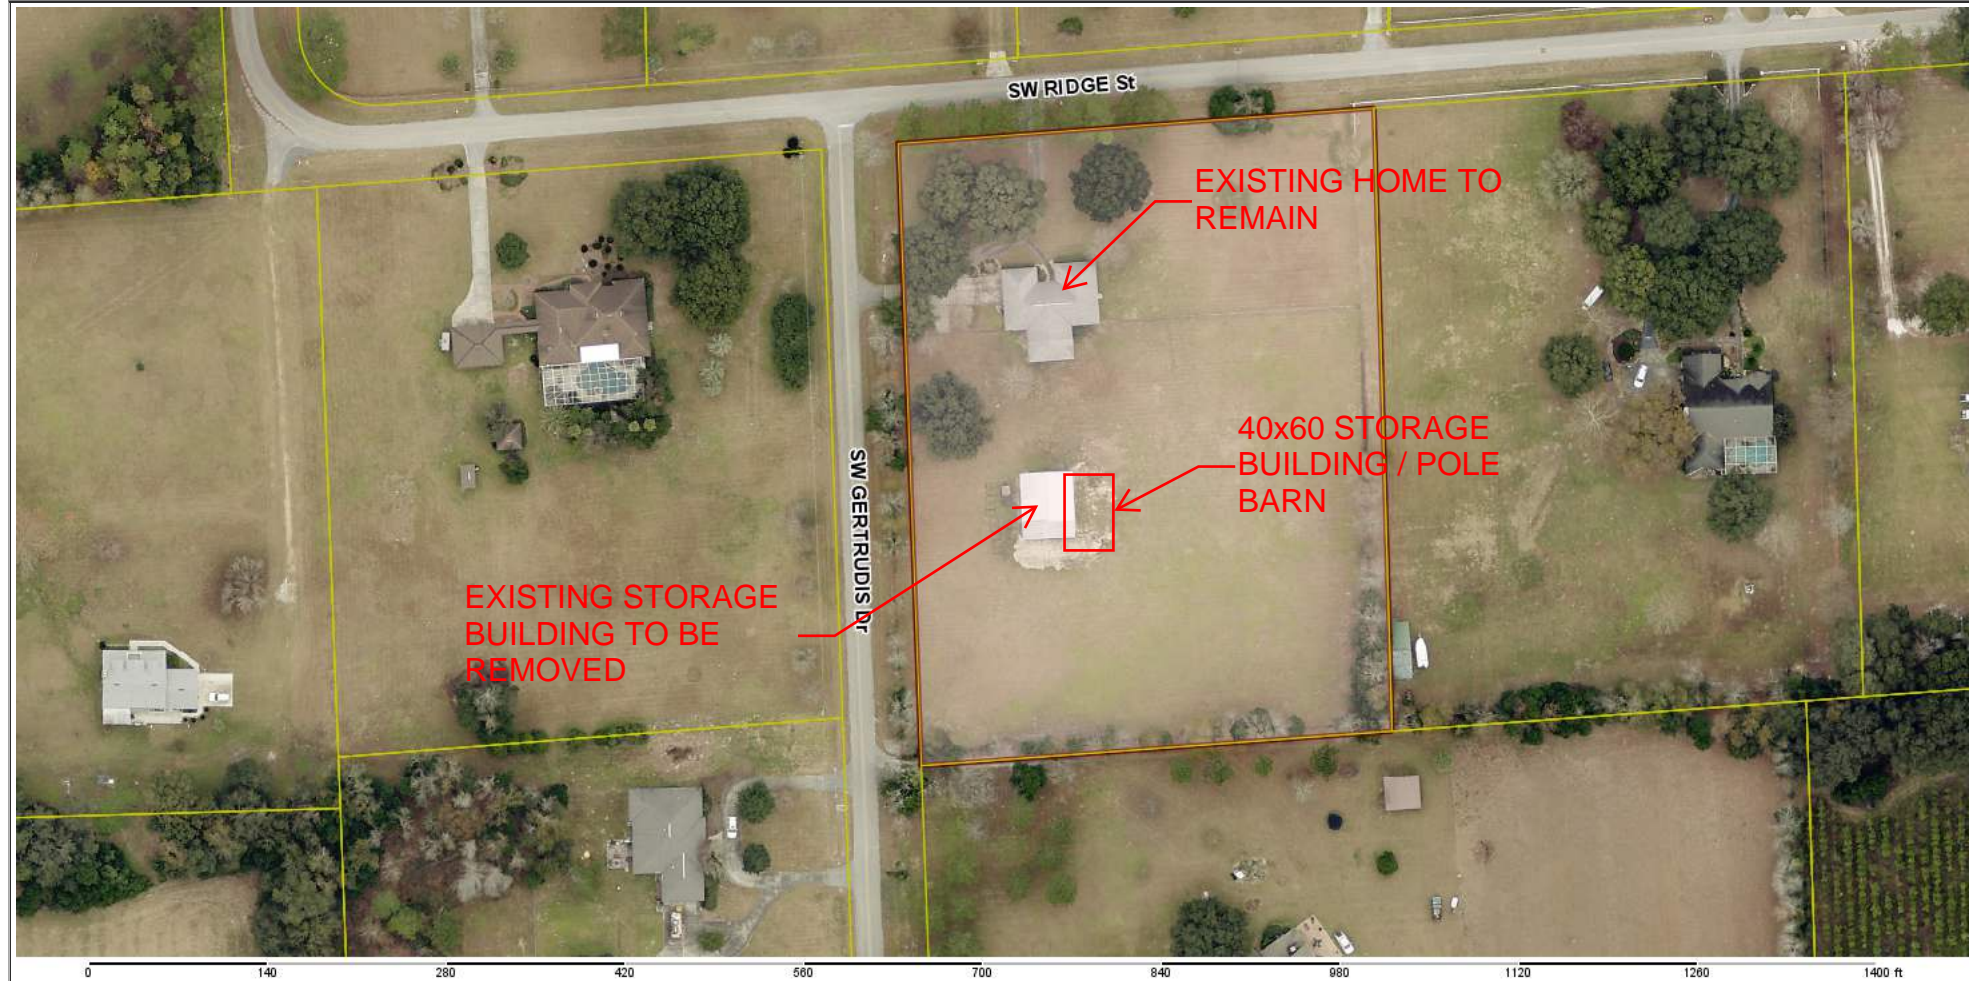 SW RIDGE St
EXISTING HOME TO
REMAIN
40x60 STORAGE
BUILDING / POLE
BARN
SW GERTRUDIS Dr
EXISTING STORAGE
BUILDING TO BE
REMOVED
0 140 280 420 560 700 840 980 1120 1260 1400 ft